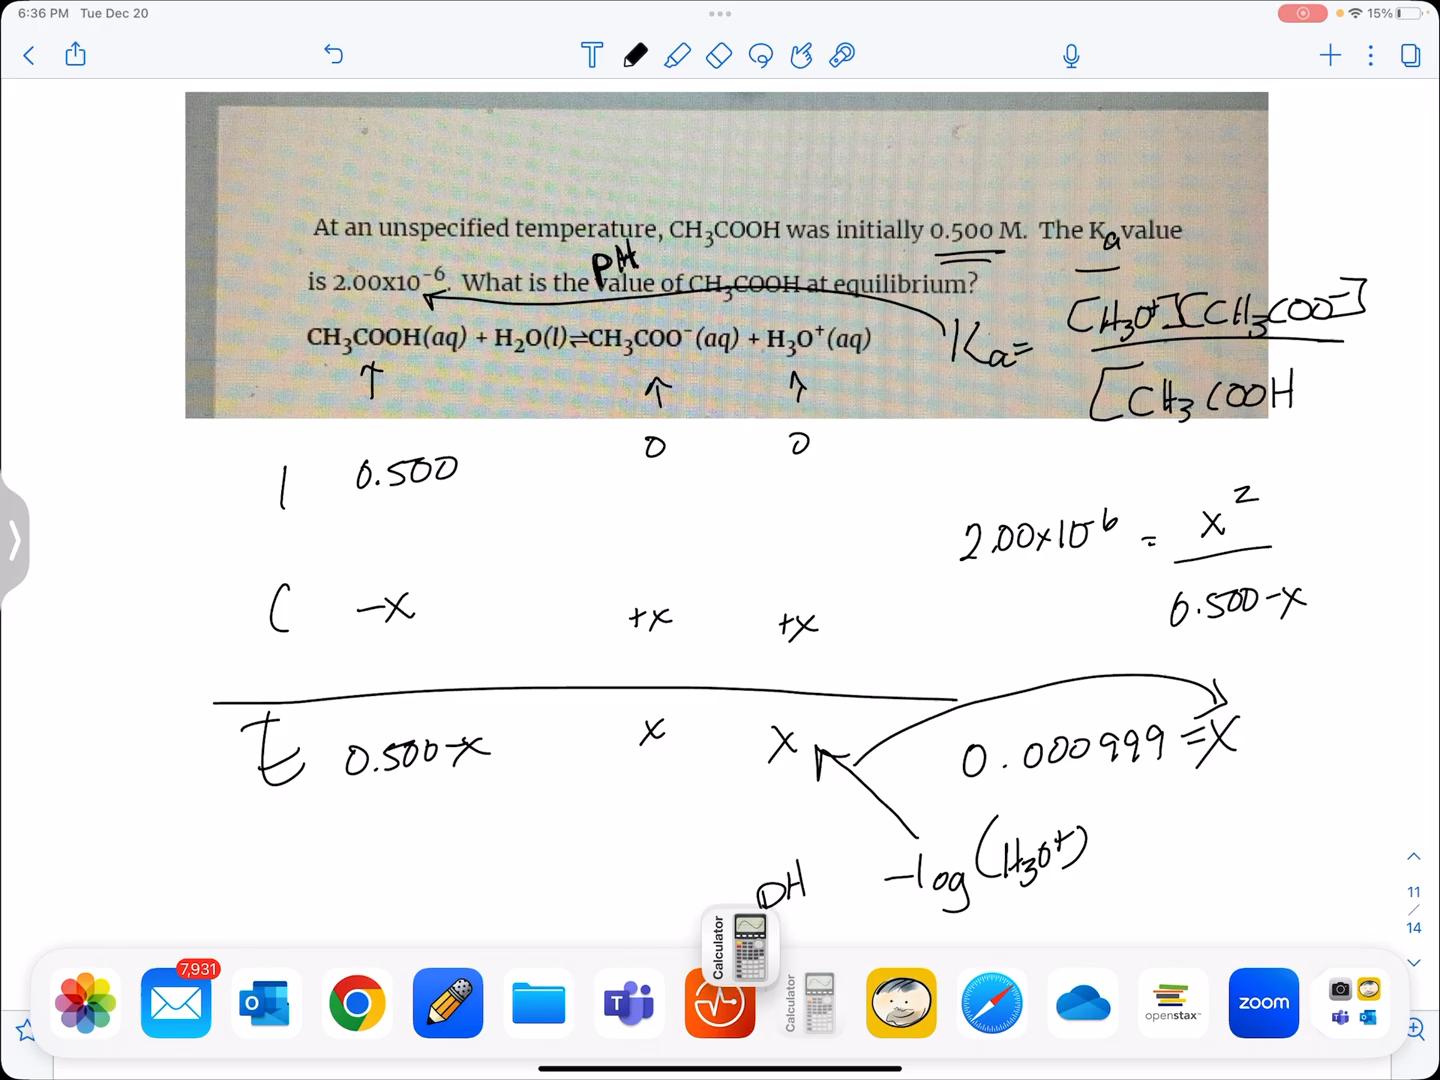 6:36 PM Tue Dec 20
15%
T
At an unspecified temperature, CH₃COOH was initially 0.500 M. The Kₐ value
pH
is 2.00x10⁻⁶. What is the value of CH₃COOH at equilibrium?
CH₃COOH(aq) + H₂O(l)⇌CH₃COO⁻(aq) + H₃O⁺(aq)
Kₐ= [H₃O⁺][CH₃COO⁻]
[CH₃COOH
0 0
I 0.500
2.00x10⁻⁶ = x²
0.500-x
C -x +x +x
E 0.500-x x x
0.000999=x
pH -log(H₃O⁺)
11
/
14
Calculator
7,931
Calculator
openstax™
zoom